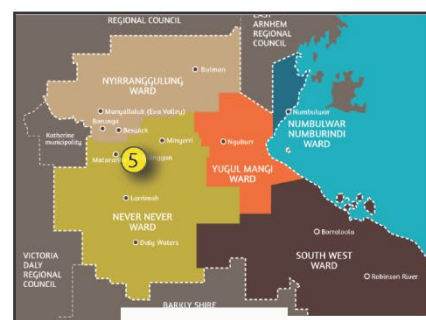 REGIONAL COUNCIL
EAST
ARNHEM
REGIONAL
COUNCIL
NYIRRANGGULUNG
WARD
Bulman
Manyallaluk (Eva Valley)
Barunga
Beswick
Katherine
municipality
Numbulwar
NUMBULWAR
NUMBURINDI
WARD
Minyerri
Ngukurr
5
YUGUL MANGI
WARD
Larrimah
NEVER NEVER
WARD
Daly Waters
Borroloola
SOUTH WEST
WARD
Robinson River
VICTORIA
DALY
REGIONAL
COUNCIL
BARKLY SHIRE